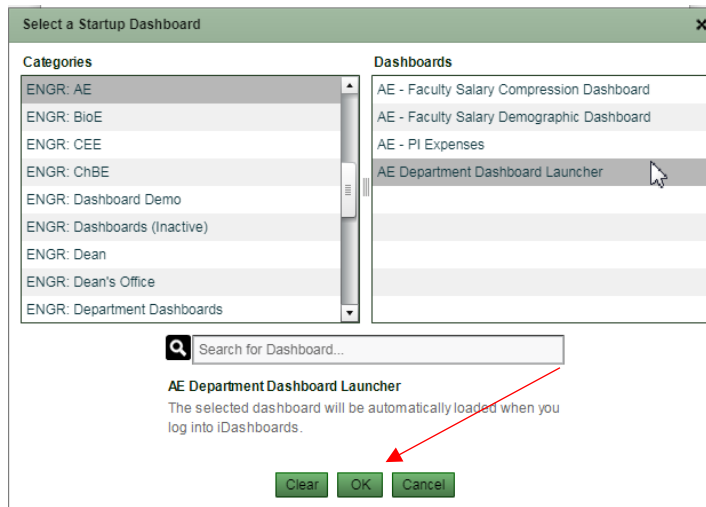 Select a Startup Dashboard
Categories
ENGR: AE
ENGR: BioE
ENGR: CEE
ENGR: ChBE
ENGR: Dashboard Demo
ENGR: Dashboards (Inactive)
ENGR: Dean
ENGR: Dean's Office
ENGR: Department Dashboards
Dashboards
AE - Faculty Salary Compression Dashboard
AE - Faculty Salary Demographic Dashboard
AE - PI Expenses
AE Department Dashboard Launcher
Search for Dashboard...
AE Department Dashboard Launcher
The selected dashboard will be automatically loaded when you
log into iDashboards.
Clear OK Cancel